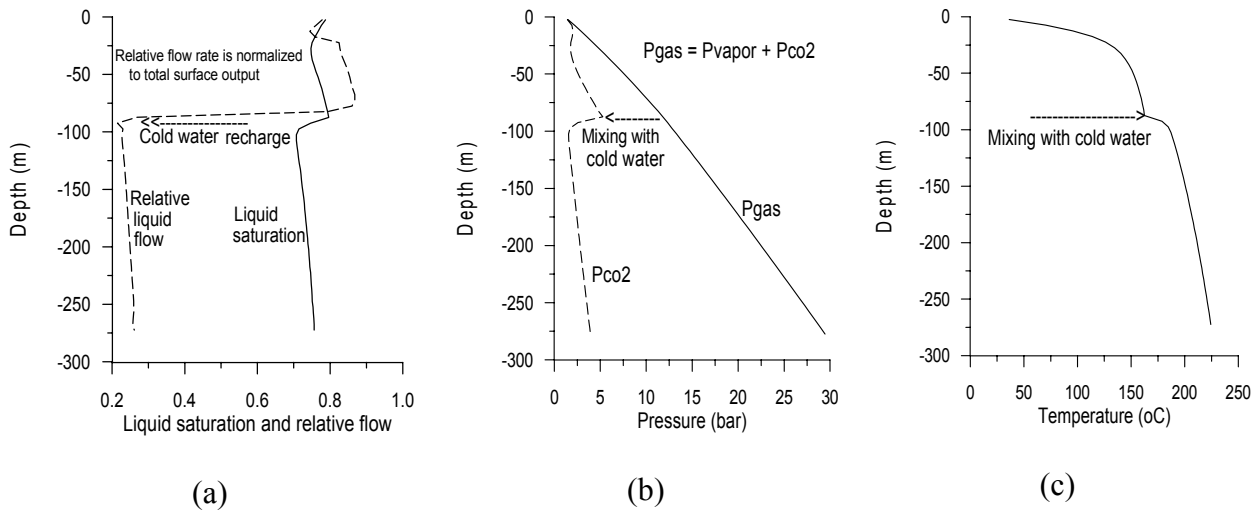 0
-50
-100
-150
-200
-250
-300
Depth (m)
Relative flow rate is normalized
to total surface output
Cold water recharge
Relative
liquid
flow
Liquid
saturation
0.2 0.4 0.6 0.8 1.0
Liquid saturation and relative flow
(a)
0
-50
-100
-150
-200
-250
-300
Depth (m)
Pgas = Pvapor + Pco2
Mixing with
cold water
Pgas
Pco2
0 5 10 15 20 25 30
Pressure (bar)
(b)
0
-50
-100
-150
-200
-250
-300
Depth (m)
Mixing with cold water
0 50 100 150 200 250
Temperature (oC)
(c)